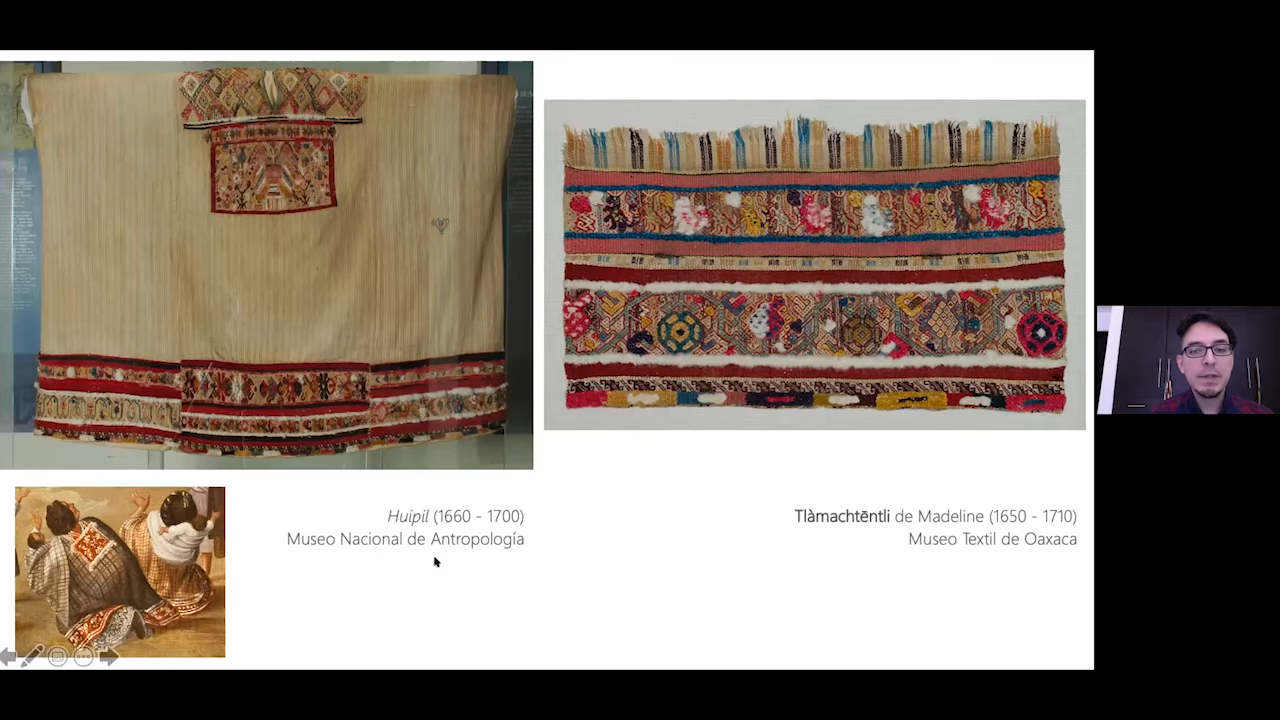 Huipil (1660 - 1700)
Museo Nacional de Antropología
Tlàmachtēntli de Madeline (1650 - 1710)
Museo Textil de Oaxaca